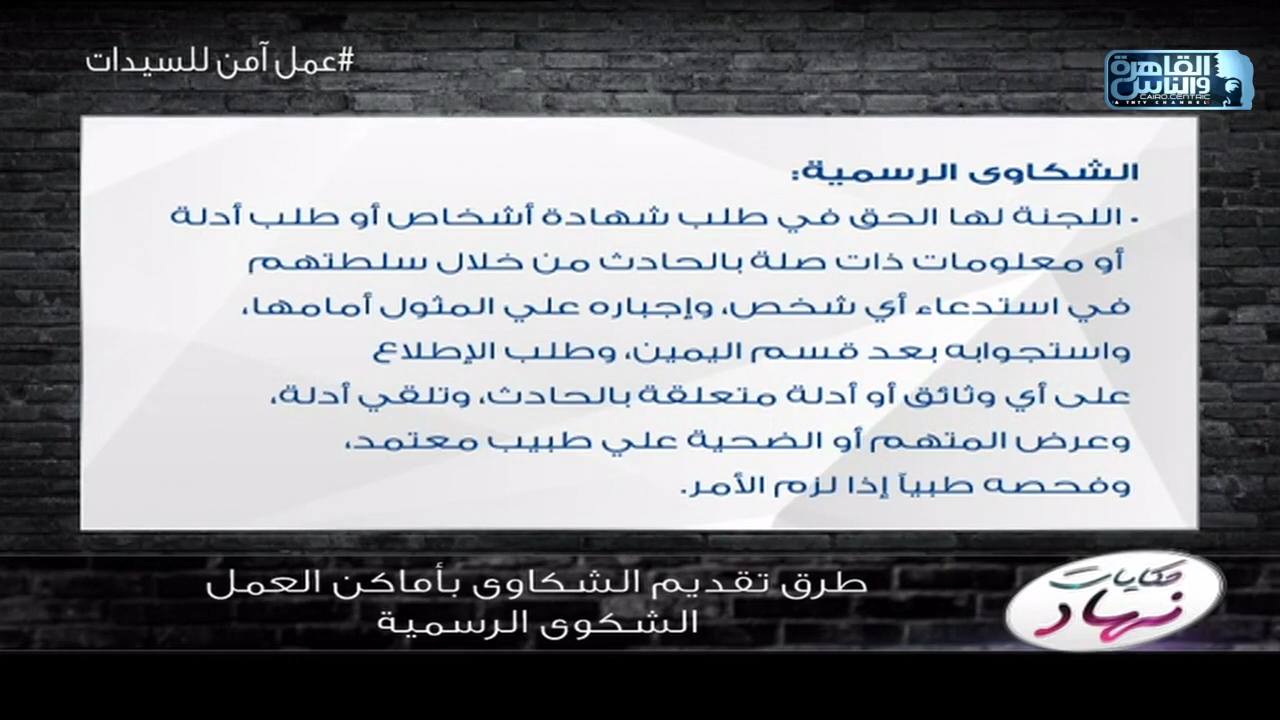 #عمل آمن للسيدات
القاهرة
والناس
CAIRO.CENTRIC
A TNTV CHANNEL
الشكاوى الرسمية:
• اللجنة لها الحق في طلب شهادة أشخاص أو طلب أدلة
أو معلومات ذات صلة بالحادث من خلال سلطتهم
في استدعاء أي شخص، وإجباره علي المثول أمامها،
واستجوابه بعد قسم اليمين، وطلب الإطلاع
على أي وثائق أو أدلة متعلقة بالحادث، وتلقي أدلة،
وعرض المتهم أو الضحية علي طبيب معتمد،
وفحصه طبياً إذا لزم الأمر.
طرق تقديم الشكاوى بأماكن العمل
الشكوى الرسمية
حكايات
نهاد